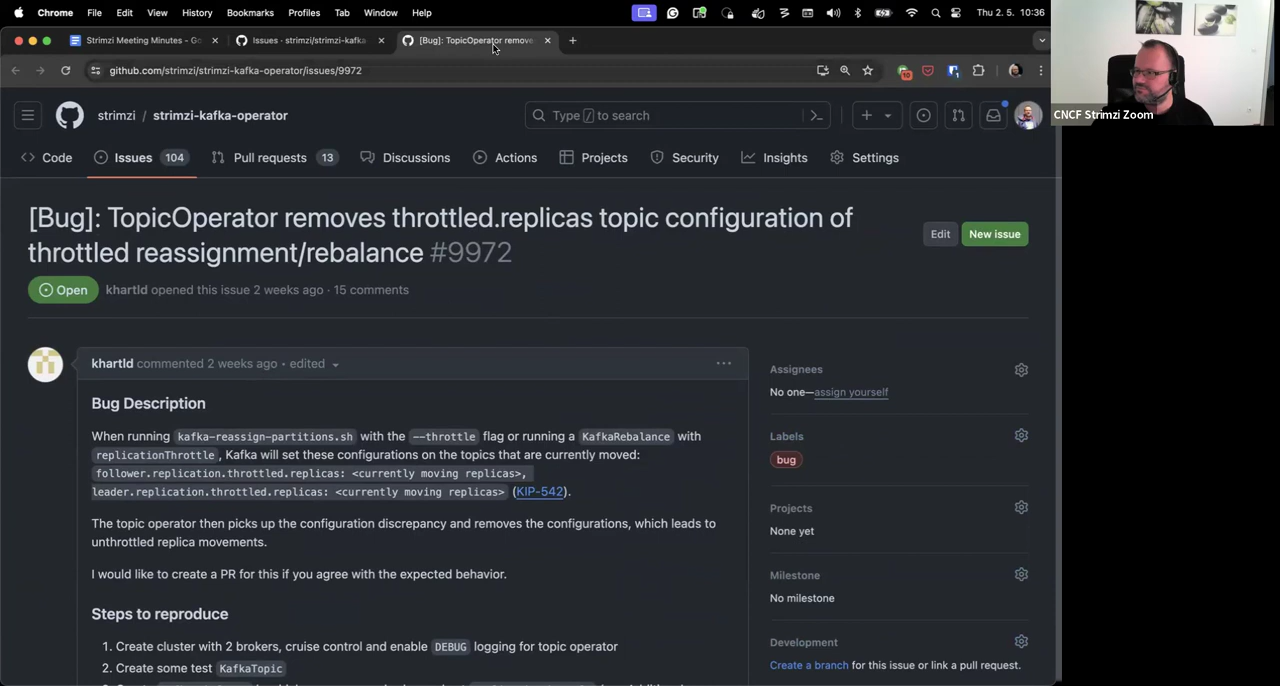 Chrome File Edit View History Bookmarks Profiles Tab Window Help Thu 2. 5. 10:36
Strimzi Meeting Minutes - Go
Issues · strimzi/strimzi-kafka
[Bug]: TopicOperator remove
github.com/strimzi/strimzi-kafka-operator/issues/9972
10
CNCF Strimzi Zoom
strimzi / strimzi-kafka-operator
Type / to search
Code Issues 104 Pull requests 13 Discussions Actions Projects Security Insights Settings
[Bug]: TopicOperator removes throttled.replicas topic configuration of
throttled reassignment/rebalance #9972
Edit New issue
Open khartld opened this issue 2 weeks ago · 15 comments
khartld commented 2 weeks ago • edited
Bug Description
When running kafka-reassign-partitions.sh with the --throttle flag or running a KafkaRebalance with
replicationThrottle , Kafka will set these configurations on the topics that are currently moved:
follower.replication.throttled.replicas: <currently moving replicas>,
leader.replication.throttled.replicas: <currently moving replicas> (KIP-542).
The topic operator then picks up the configuration discrepancy and removes the configurations, which leads to
unthrottled replica movements.
I would like to create a PR for this if you agree with the expected behavior.
Steps to reproduce
1. Create cluster with 2 brokers, cruise control and enable DEBUG logging for topic operator
2. Create some test KafkaTopic
Assignees
No one—assign yourself
Labels
bug
Projects
None yet
Milestone
No milestone
Development
Create a branch for this issue or link a pull request.